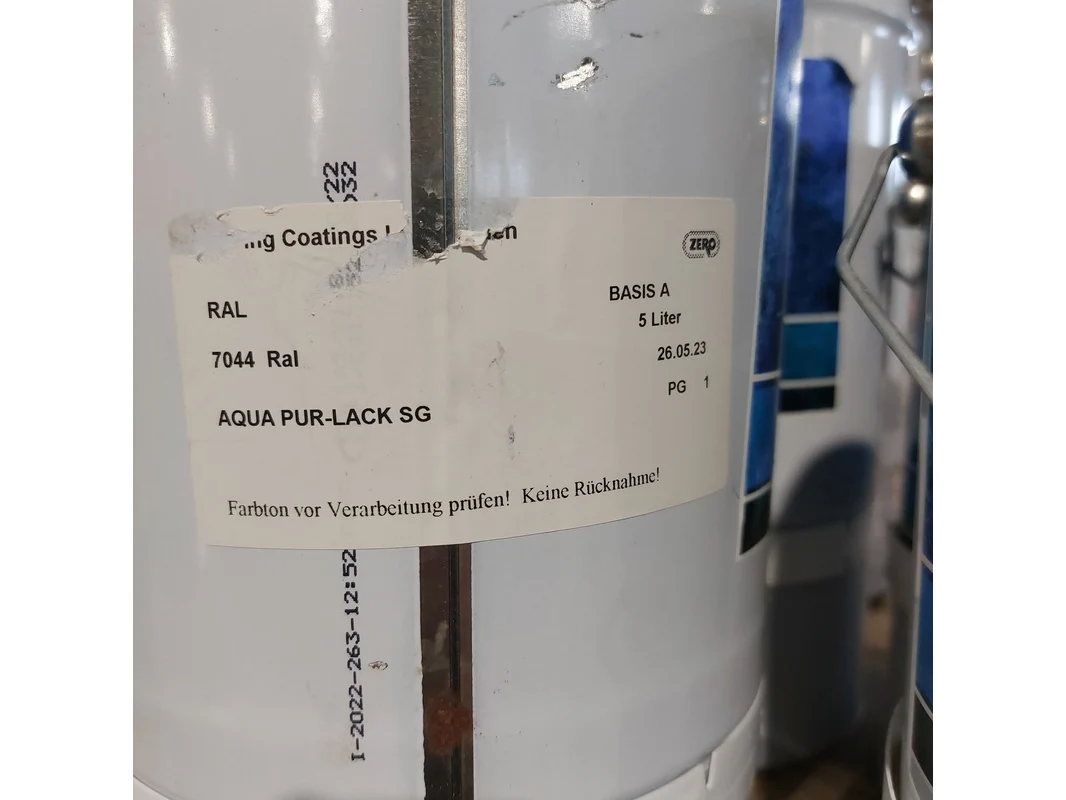 Coatings
ZERO
RAL
BASIS A
5 Liter
7044 Ral
26.05.23
PG 1
AQUA PUR-LACK SG
Farbton vor Verarbeitung prüfen! Keine Rücknahme!
I-2022-263-12:52